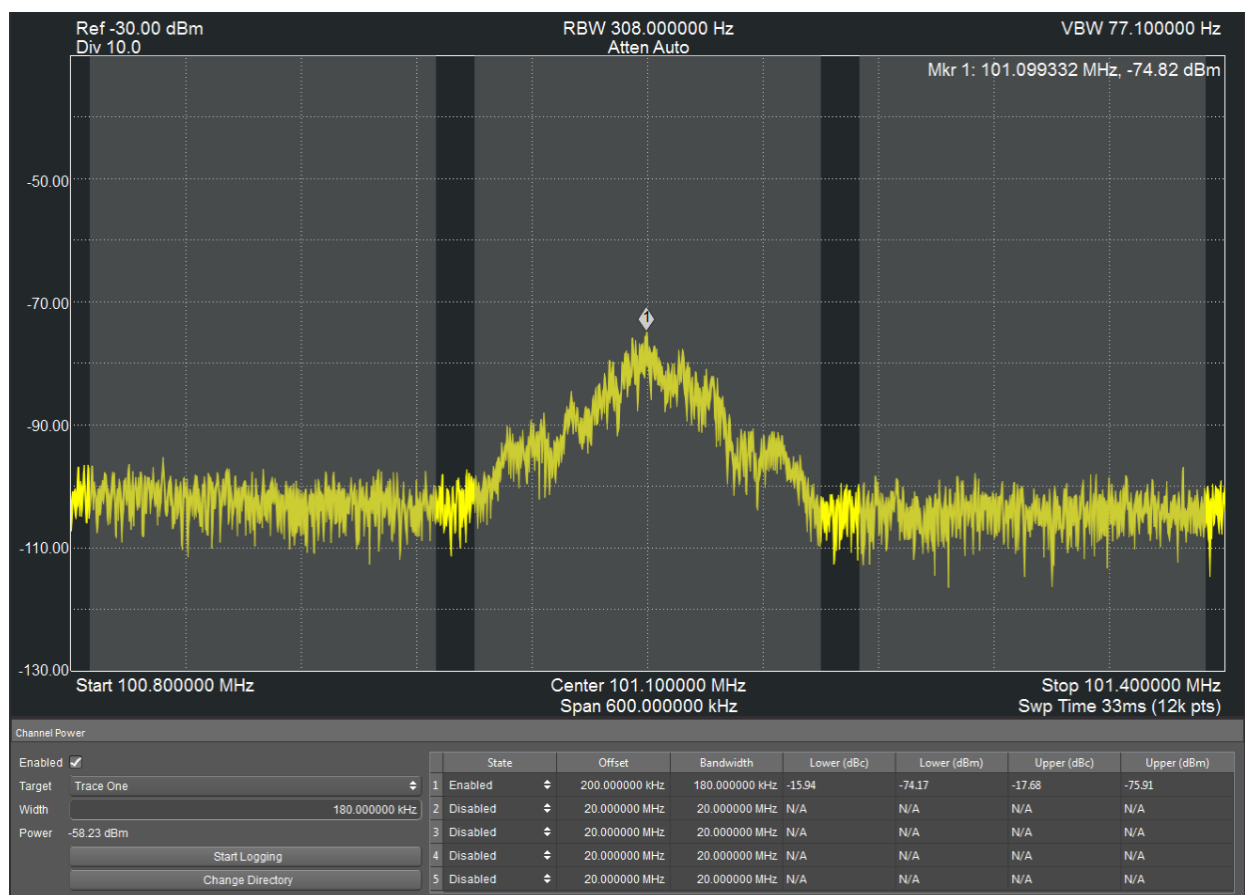 Ref -30.00 dBm RBW 308.000000 Hz VBW 77.100000 Hz
Div 10.0 Atten Auto
Mkr 1: 101.099332 MHz, -74.82 dBm
-50.00
-70.00
1
-90.00
-110.00
-130.00
Start 100.800000 MHz Center 101.100000 MHz Stop 101.400000 MHz
Span 600.000000 kHz Swp Time 33ms (12k pts)
Channel Power
Enabled State Offset Bandwidth Lower (dBc) Lower (dBm) Upper (dBc) Upper (dBm)
Target Trace One 1 Enabled 200.000000 kHz 180.000000 kHz -15.94 -74.17 -17.68 -75.91
Width 180.000000 kHz 2 Disabled 20.000000 MHz 20.000000 MHz N/A N/A N/A N/A
Power -58.23 dBm 3 Disabled 20.000000 MHz 20.000000 MHz N/A N/A N/A N/A
Start Logging 4 Disabled 20.000000 MHz 20.000000 MHz N/A N/A N/A N/A
Change Directory 5 Disabled 20.000000 MHz 20.000000 MHz N/A N/A N/A N/A